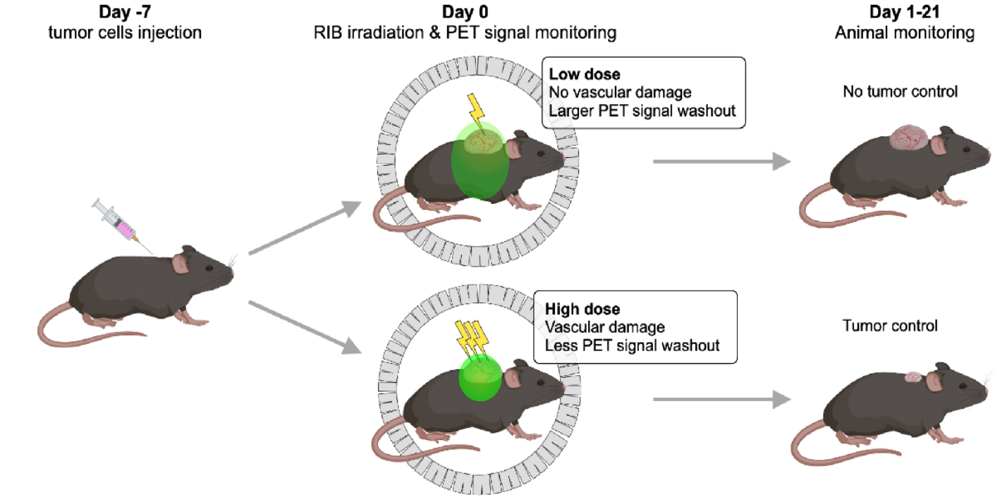 Day -7
tumor cells injection
Day 0
RIB irradiation & PET signal monitoring
Day 1-21
Animal monitoring
Low dose
No vascular damage
Larger PET signal washout
No tumor control
High dose
Vascular damage
Less PET signal washout
Tumor control